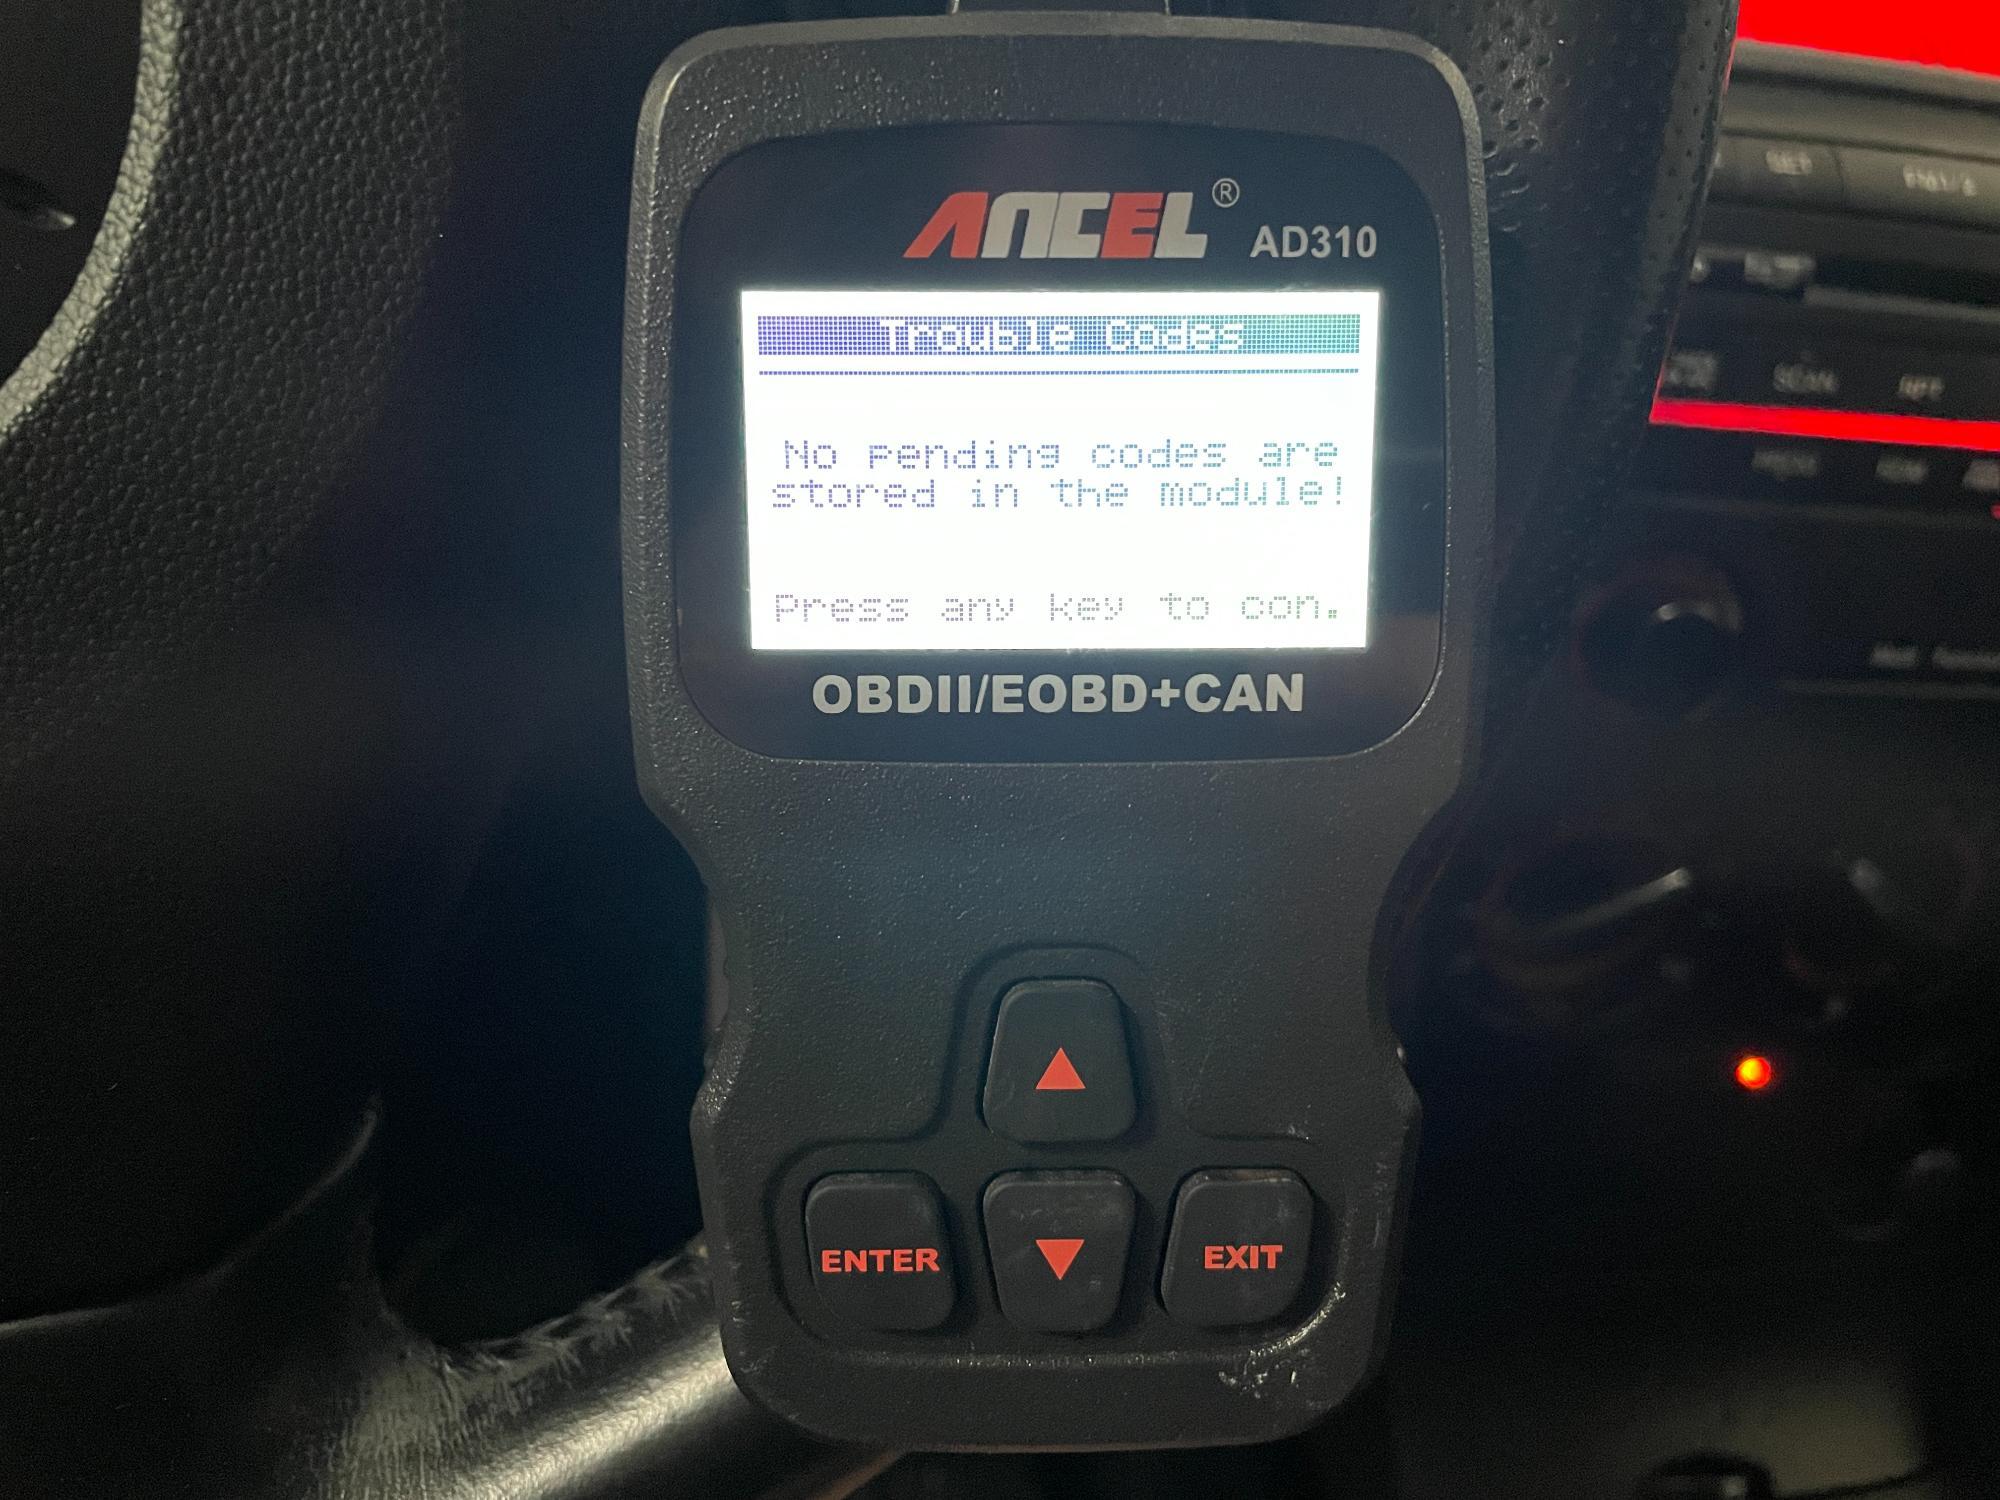 ANCEL®
AD310
Trouble Codes
No pending codes are
stored in the module!
Press any key to con.
OBDII/EOBD+CAN
ENTER
EXIT
SCAN